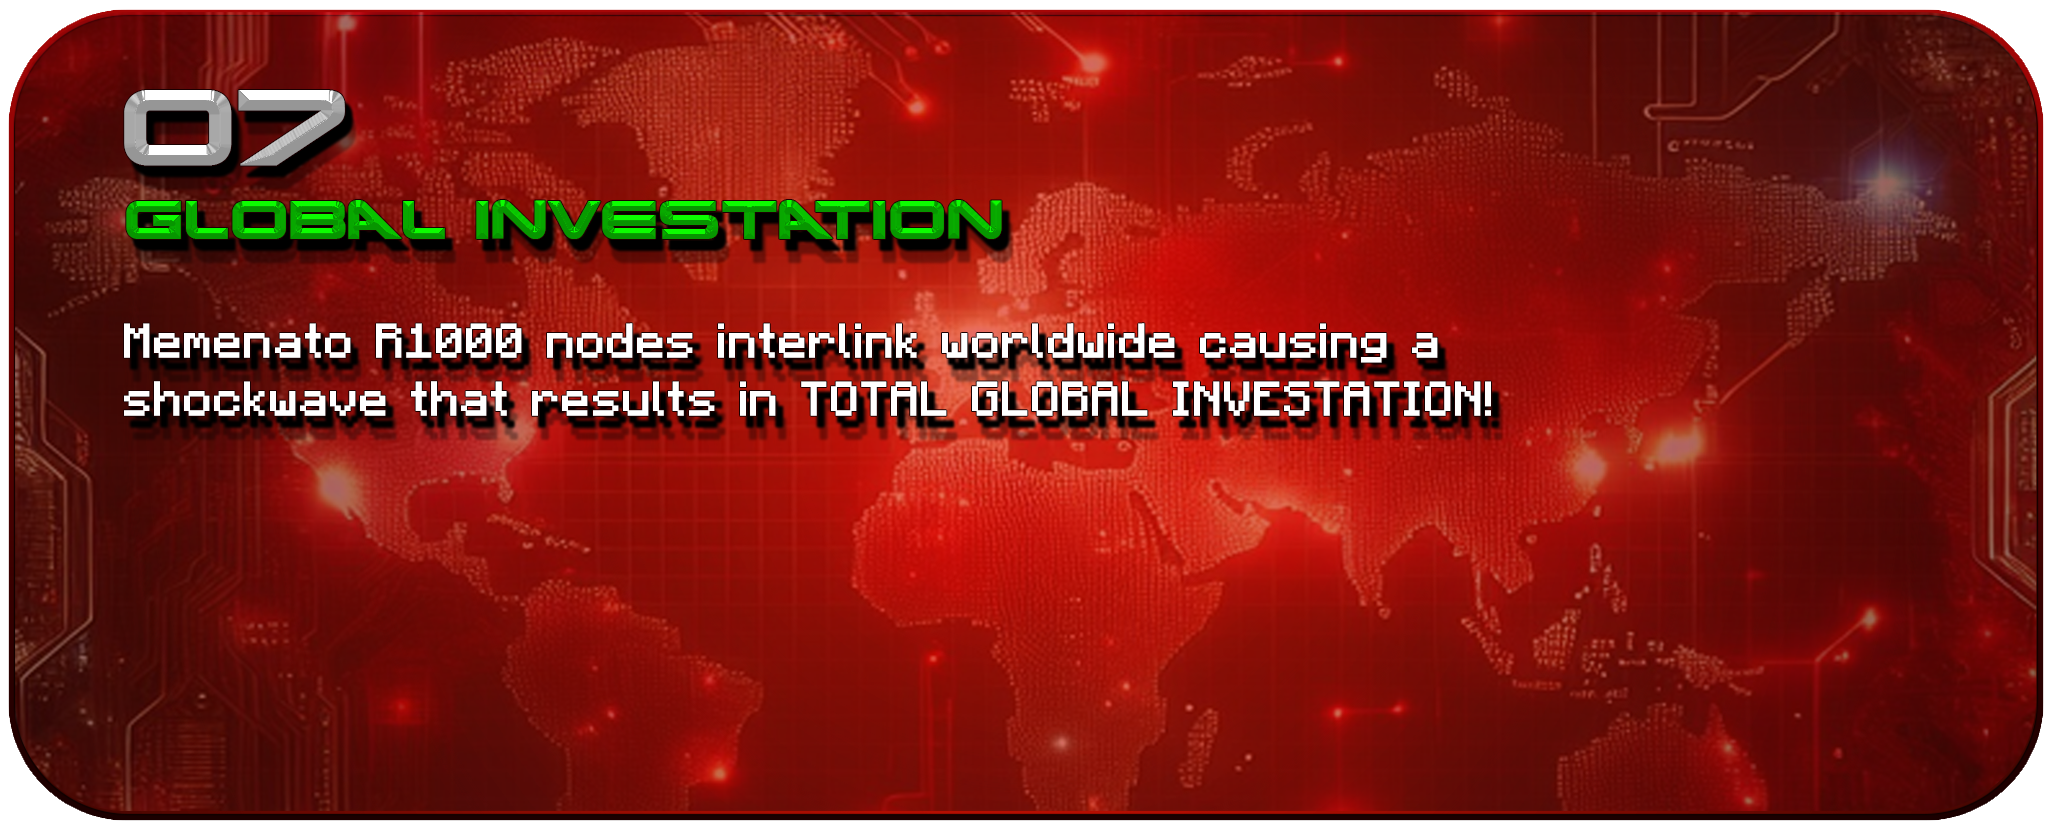 07
GLOBAL INVESTATION
Memenato R1000 nodes interlink worldwide causing a
shockwave that results in TOTAL GLOBAL INVESTATION!